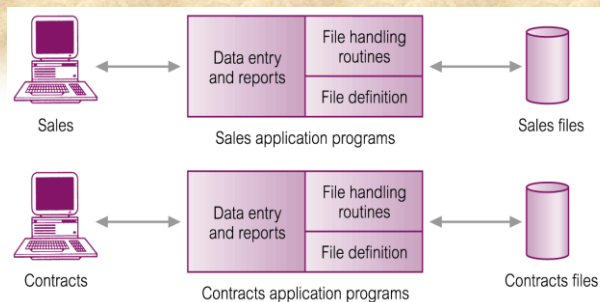 Data entry
and reports
File handling
routines
File definition
Sales
Sales application programs
Sales files
Data entry
and reports
File handling
routines
File definition
Contracts
Contracts application programs
Contracts files